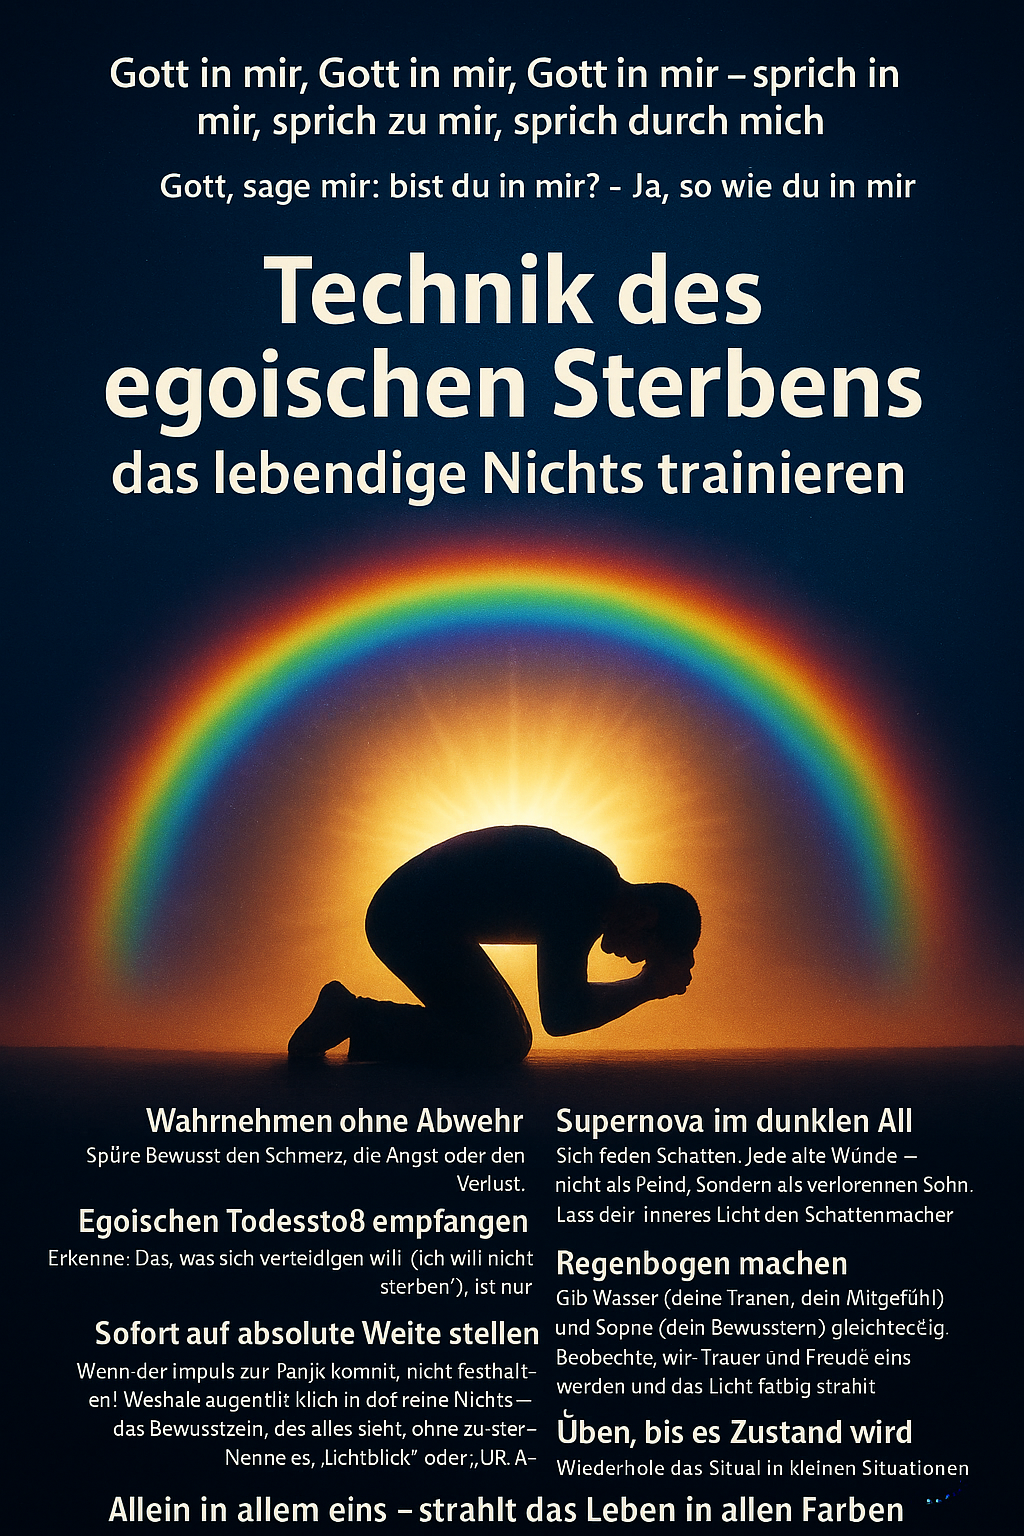 Gott in mir, Gott in mir, Gott in mir – sprich in
mir, sprich zu mir, sprich durch mich
Gott, sage mir: bist du in mir? - Ja, so wie du in mir
Technik des
egoischen Sterbens
das lebendige Nichts trainieren
Wahrnehmen ohne Abwehr
Spüre Bewusst den Schmerz, die Angst oder den
Verlust.
Egoischen Todessto8 empfangen
Erkenne: Das, was sich verteidlgen wili (ich will nicht
sterben’), ist nur
Sofort auf absolute Weite stellen
Wenn-der impuls zur Panjk komnit, nicht festhalt–
en! Weshale augentlit klich in dof reine Nichts—
das Bewusstzein, des alles sieht, ohne zu-ster–
Nenne es, ‚Lichtblick” oder;‚UR. A–
Supernova im dunklen All
Sich feden Schatten. Jede alte Wúnde –
nicht als Peind, Sondern als verlorennen Sohn.
Lass deir inneres Licht den Schattenmacher
Regenbogen machen
Gib Wasser (deine Tranen, dein Mitgefühl)
und Sopne (dein Bewusstern)
Beobechte, wir- Trauer ùnd Freudë eins
werden und das Licht fatbig strahit
Üben, bis es Zustand wird
Wiederhole das Situal in kleinen Situationen
Allein in allem eins – strahlt das Leben in allen Farben